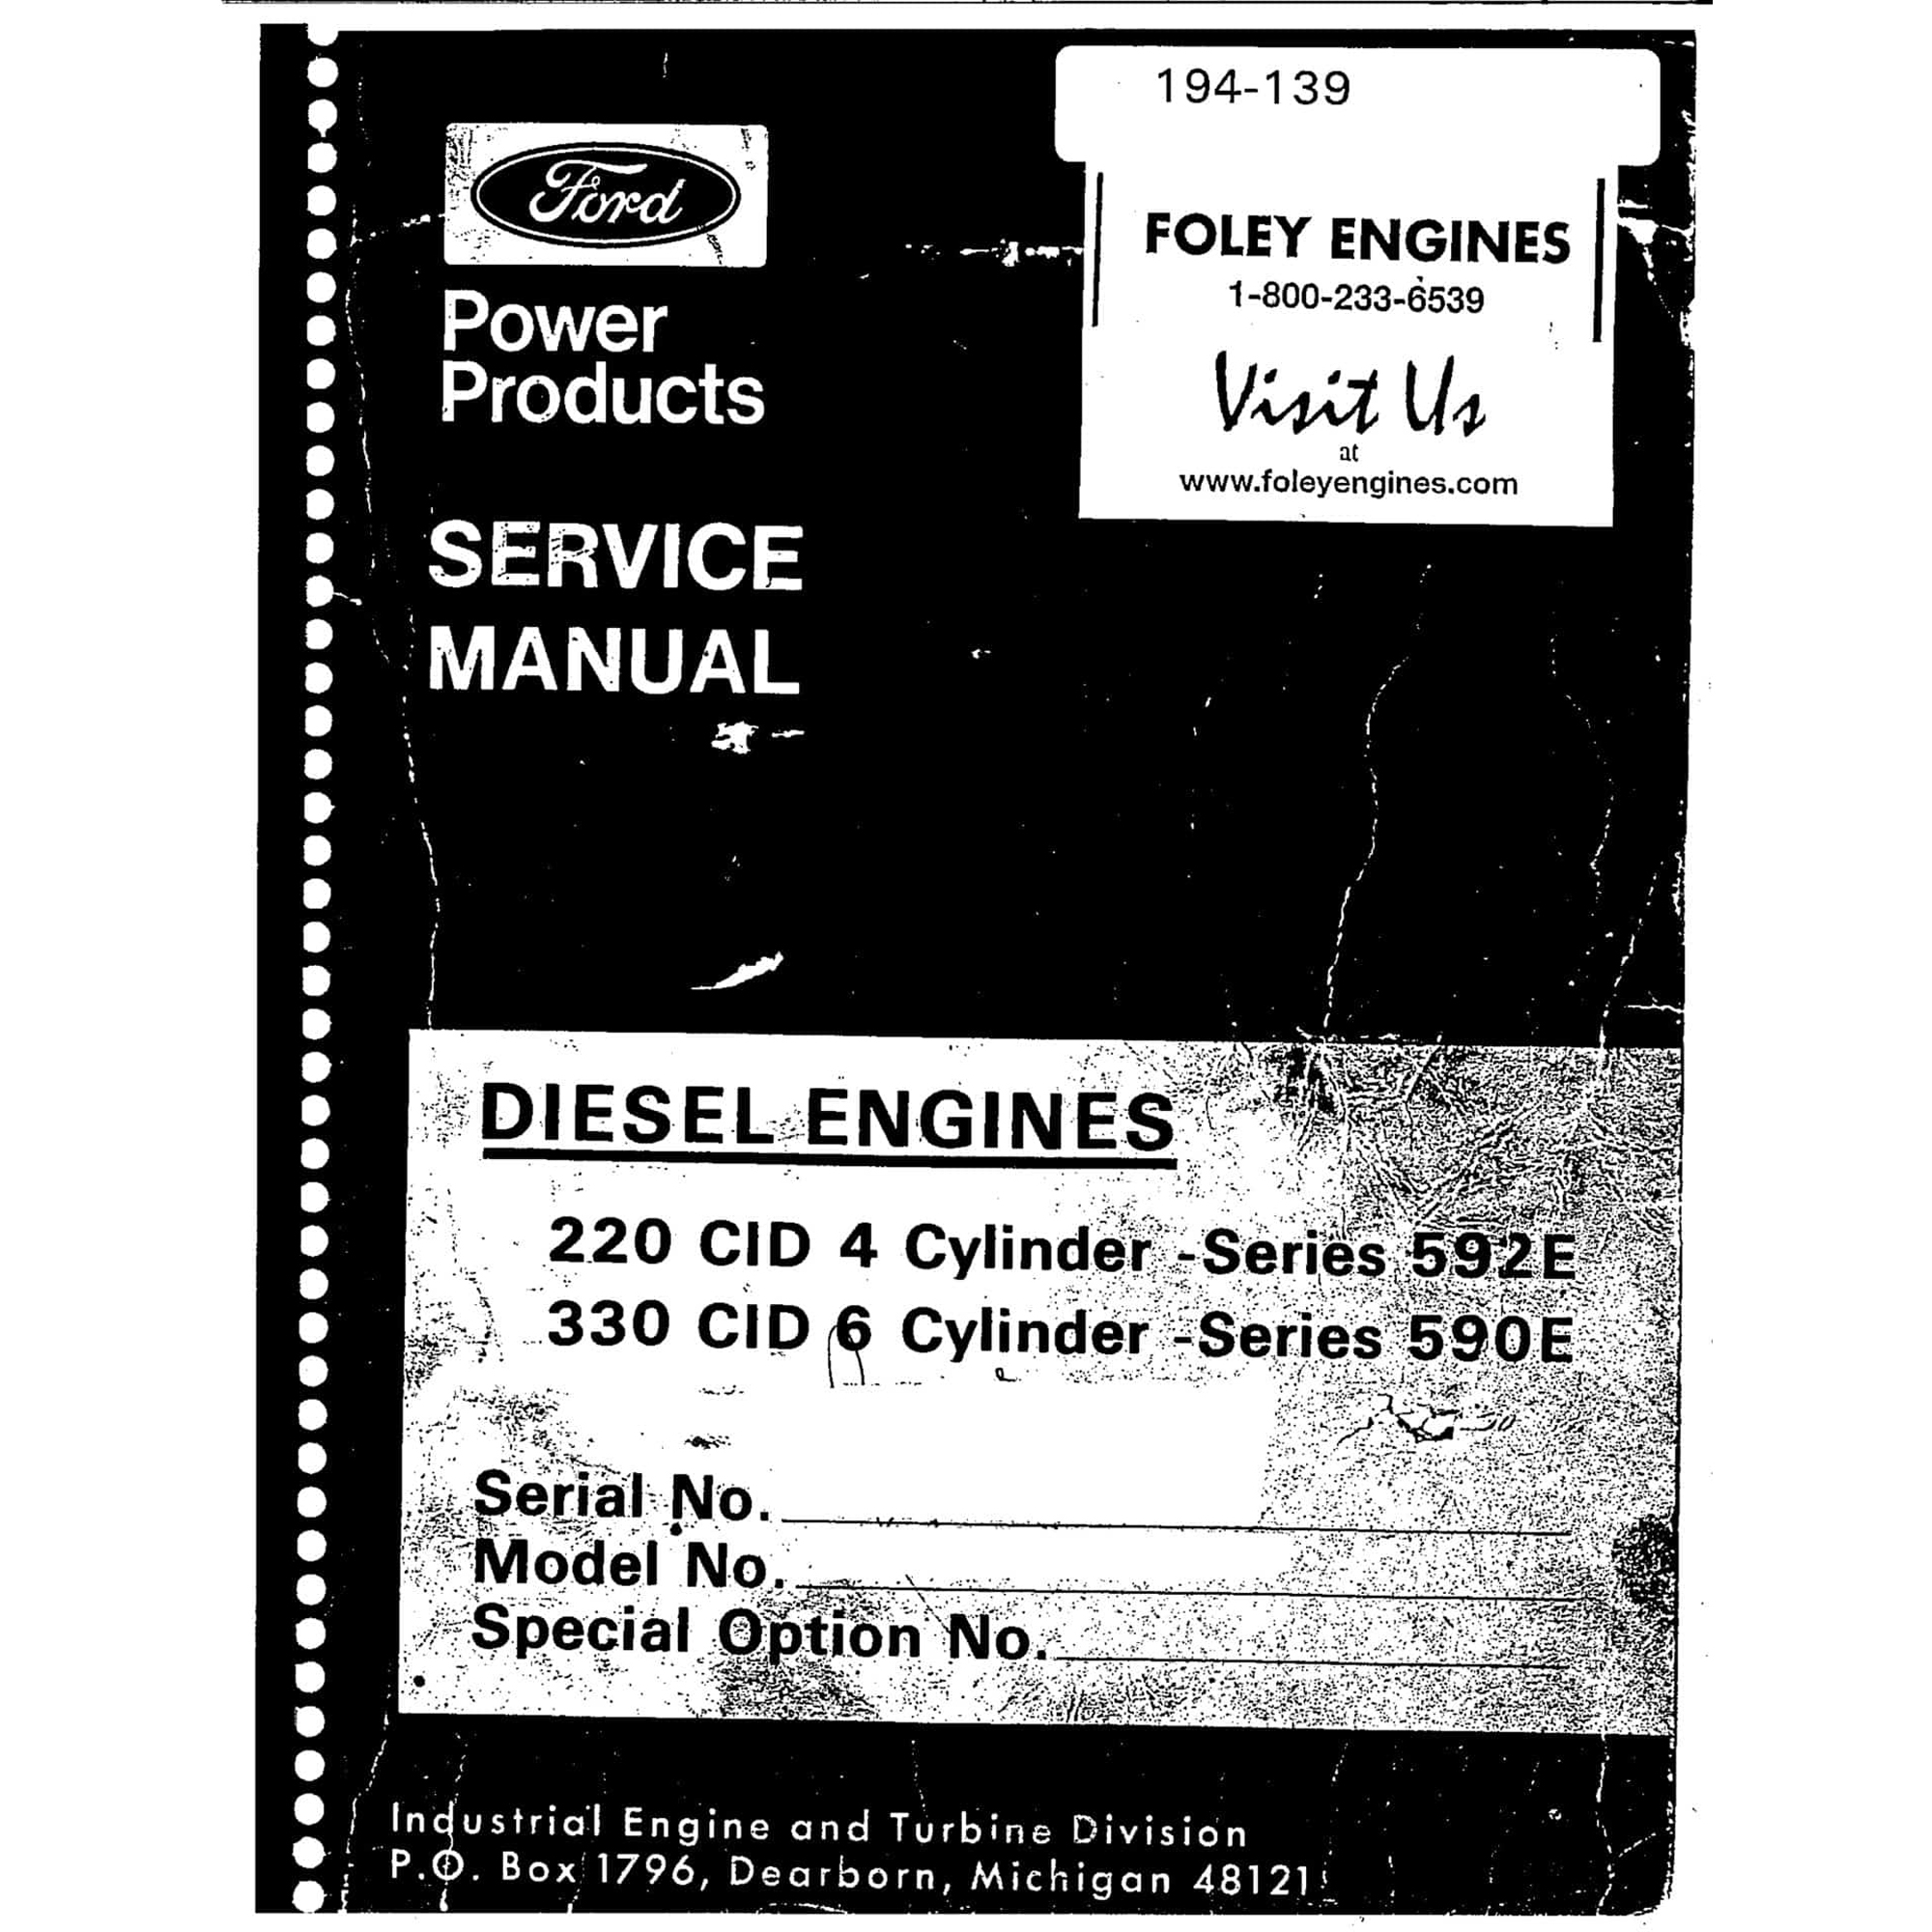 194-139
Ford
FOLEY ENGINES
1-800-233-6539
Visit Us
at
www.foleyengines.com
Power
Products
SERVICE
MANUAL
DIESEL ENGINES
220 CID 4 Cylinder -Series 592E
330 CID 6 Cylinder -Series 590E
Serial No.
Model No.
Special Option No.
Industrial Engine and Turbine Division
P.O. Box 1796, Dearborn, Michigan 48121